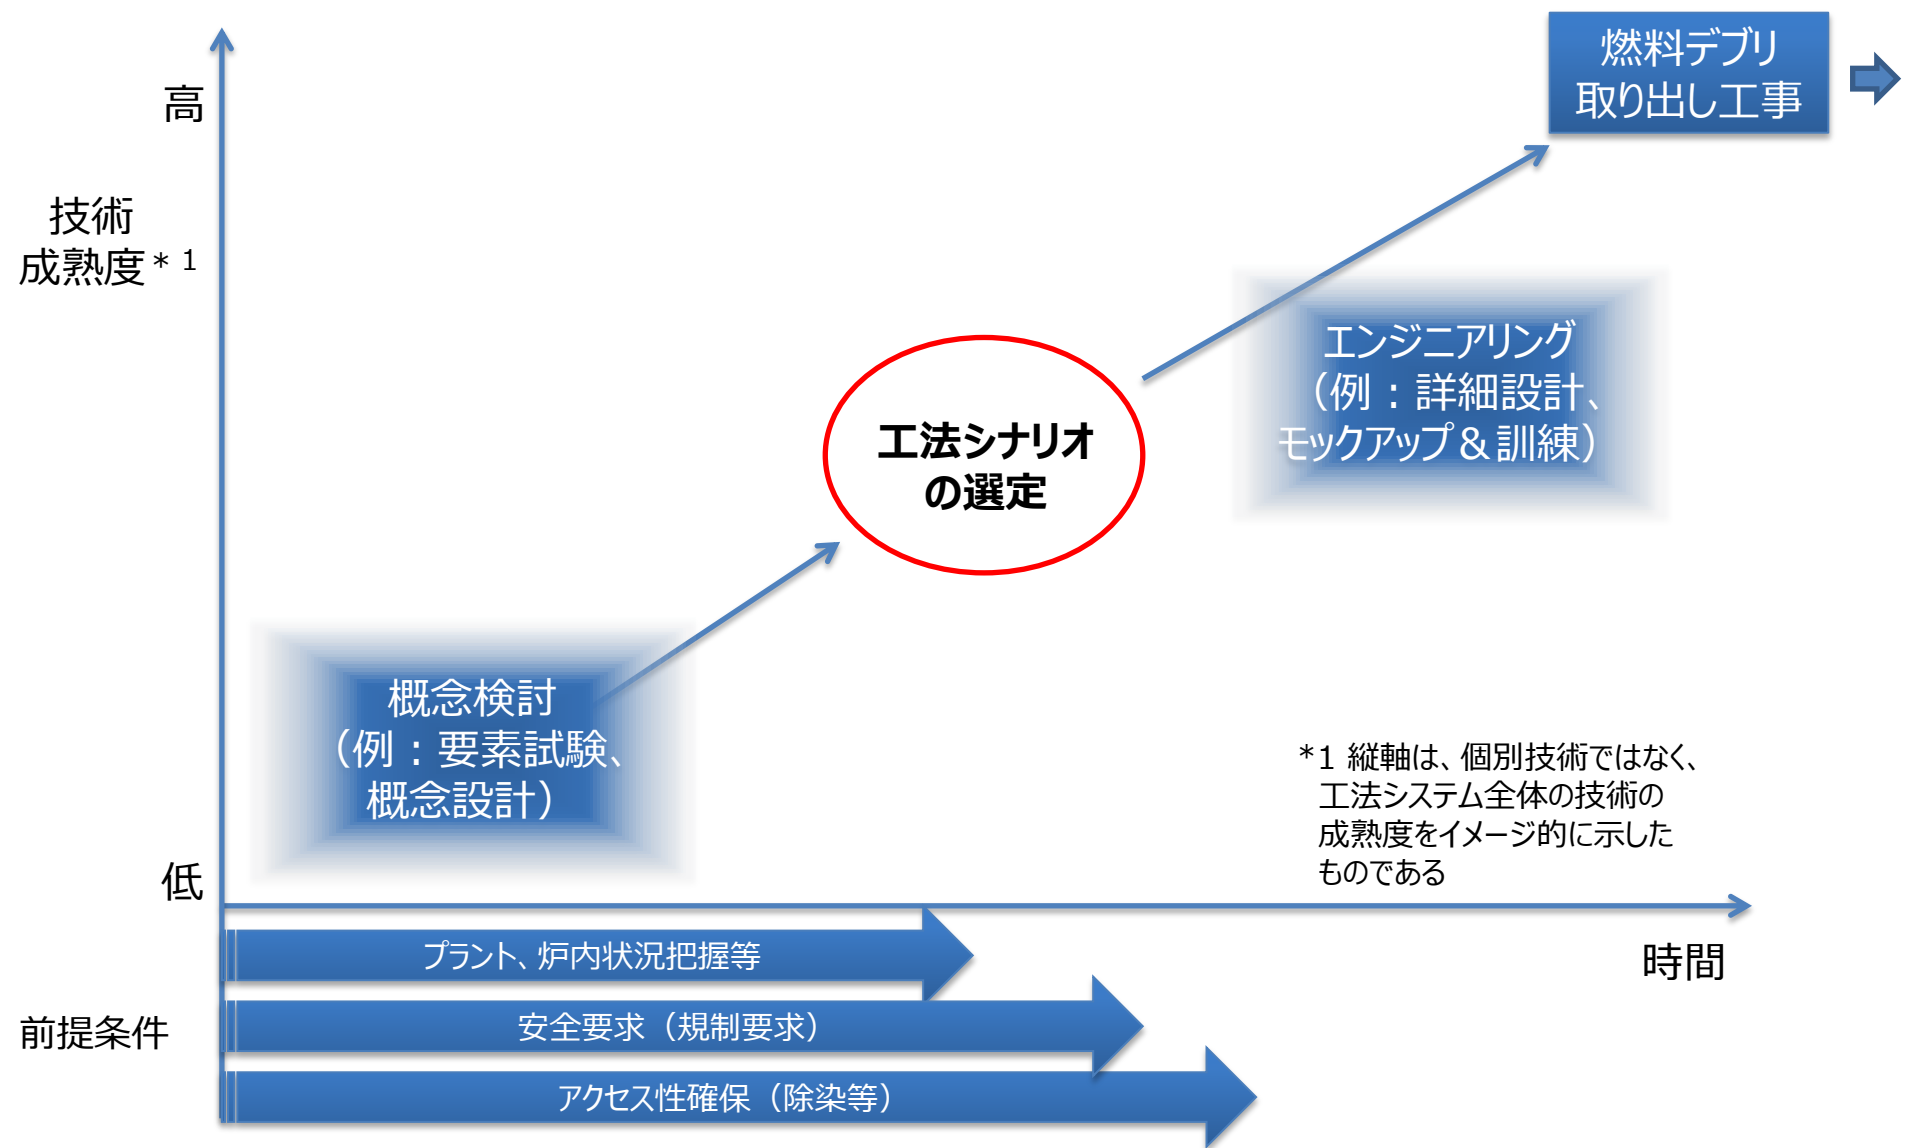 燃料デブリ
取り出し工事
高
技術
成熟度＊1
エンジニアリング
（例：詳細設計、
モックアップ＆訓練）
工法シナリオ
の選定
概念検討
（例：要素試験、
概念設計）
*1 縦軸は、個別技術ではなく、
工法システム全体の技術の
成熟度をイメージ的に示した
ものである
低
時間
前提条件
プラント、炉内状況把握等
安全要求（規制要求）
アクセス性確保（除染等）